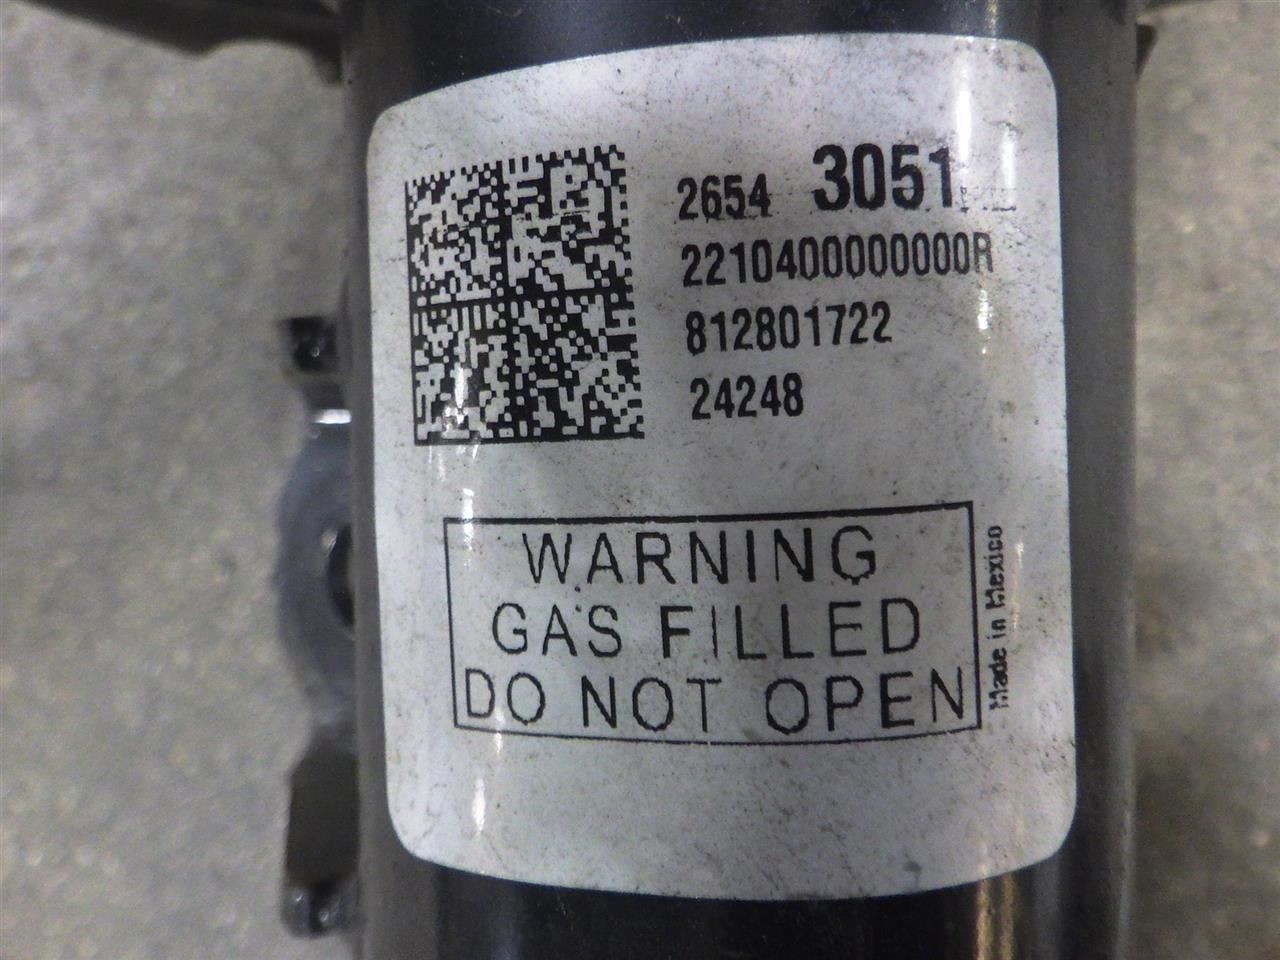 2654 3051
2210400000000R
812801722
24248
WARNING
GAS FILLED
DO NOT OPEN
Made in Mexico